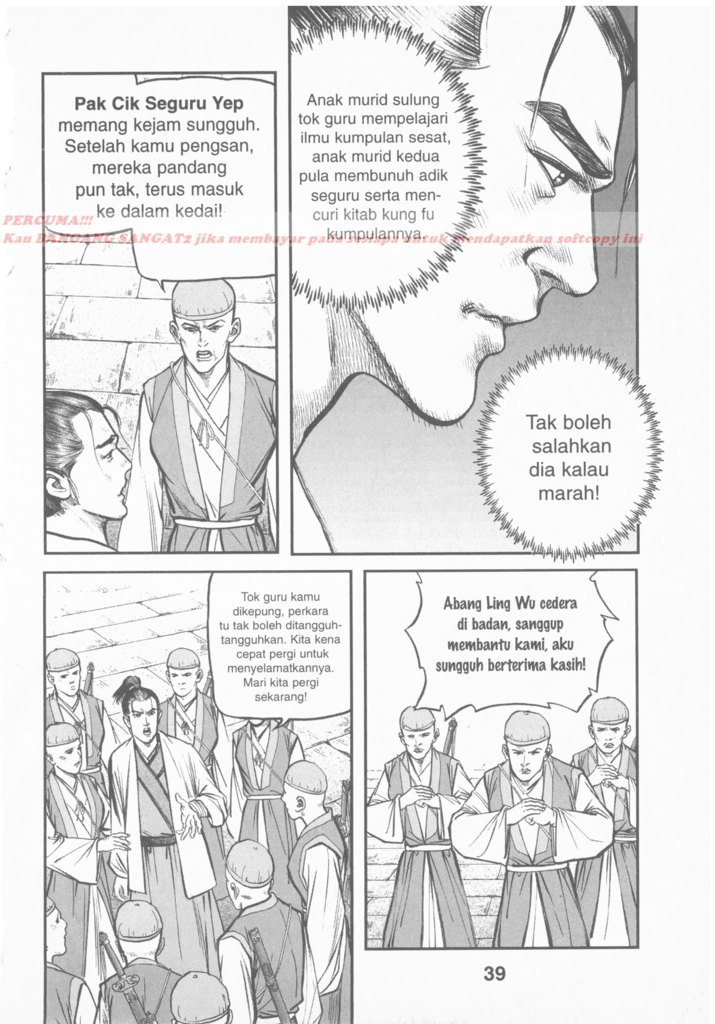 Pak Cik Seguru Yep
memang kejam sungguh.
Setelah kamu pengsan,
mereka pandang
pun tak, terus masuk
ke dalam kedai!
Anak murid sulung
tok guru mempelajari
ilmu kumpulan sesat,
anak murid kedua
pula membunuh adik
seguru serta men-
curi kitab kung fu
kumpulannya.
PERCUMA!!!
Kau BANGANG SANGAT2 jika membayar pada untuk mendapatkan softcopy ini
Tak boleh
salahkan
dia kalau
marah!
Tok guru kamu
dikepung, perkara
tu tak boleh ditangguh-
tangguhkan. Kita kena
cepat pergi untuk
menyelamatkannya.
Mari kita pergi
sekarang!
Abang Ling Wu cedera
di badan, sanggup
membantu kami, aku
sungguh berterima kasih!
39